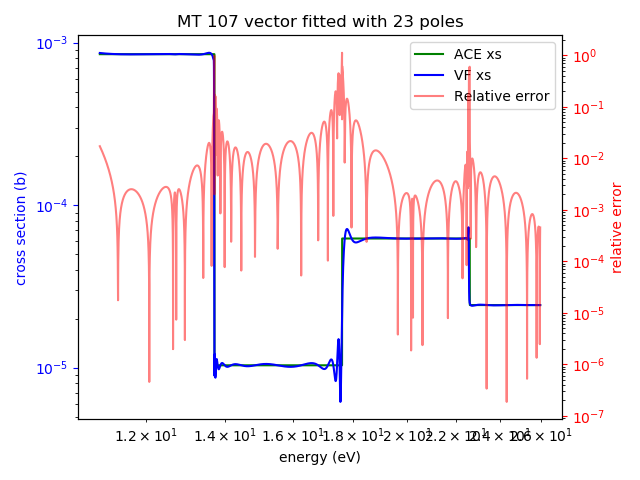 MT 107 vector fitted with 23 poles
ACE xs
VF xs
Relative error
cross section (b)
10⁻³
10⁻⁴
10⁻⁵
10⁰
10⁻¹
10⁻²
10⁻³
10⁻⁴
10⁻⁵
10⁻⁶
10⁻⁷
relative error
1.2 × 10¹ 1.4 × 10¹ 1.6 × 10¹ 1.8 × 10¹ 2 × 10¹ 2.2 × 10¹ 2.4 × 10¹ 2.6 × 10¹
energy (eV)